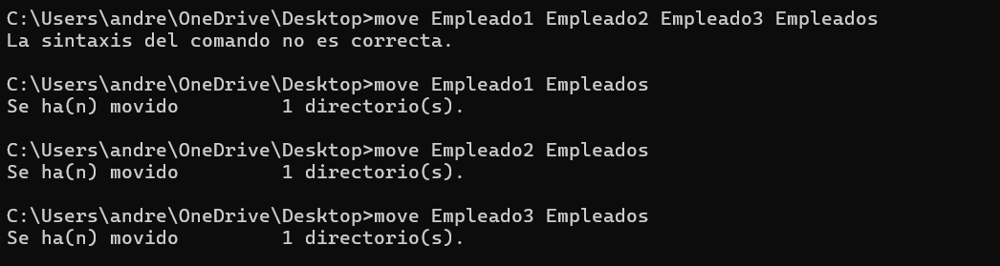 C:\Users\andre\OneDrive\Desktop>move Empleado1 Empleado2 Empleado3 Empleados
La sintaxis del comando no es correcta.
C:\Users\andre\OneDrive\Desktop>move Empleado1 Empleados
Se ha(n) movido         1 directorio(s).
C:\Users\andre\OneDrive\Desktop>move Empleado2 Empleados
Se ha(n) movido         1 directorio(s).
C:\Users\andre\OneDrive\Desktop>move Empleado3 Empleados
Se ha(n) movido         1 directorio(s).